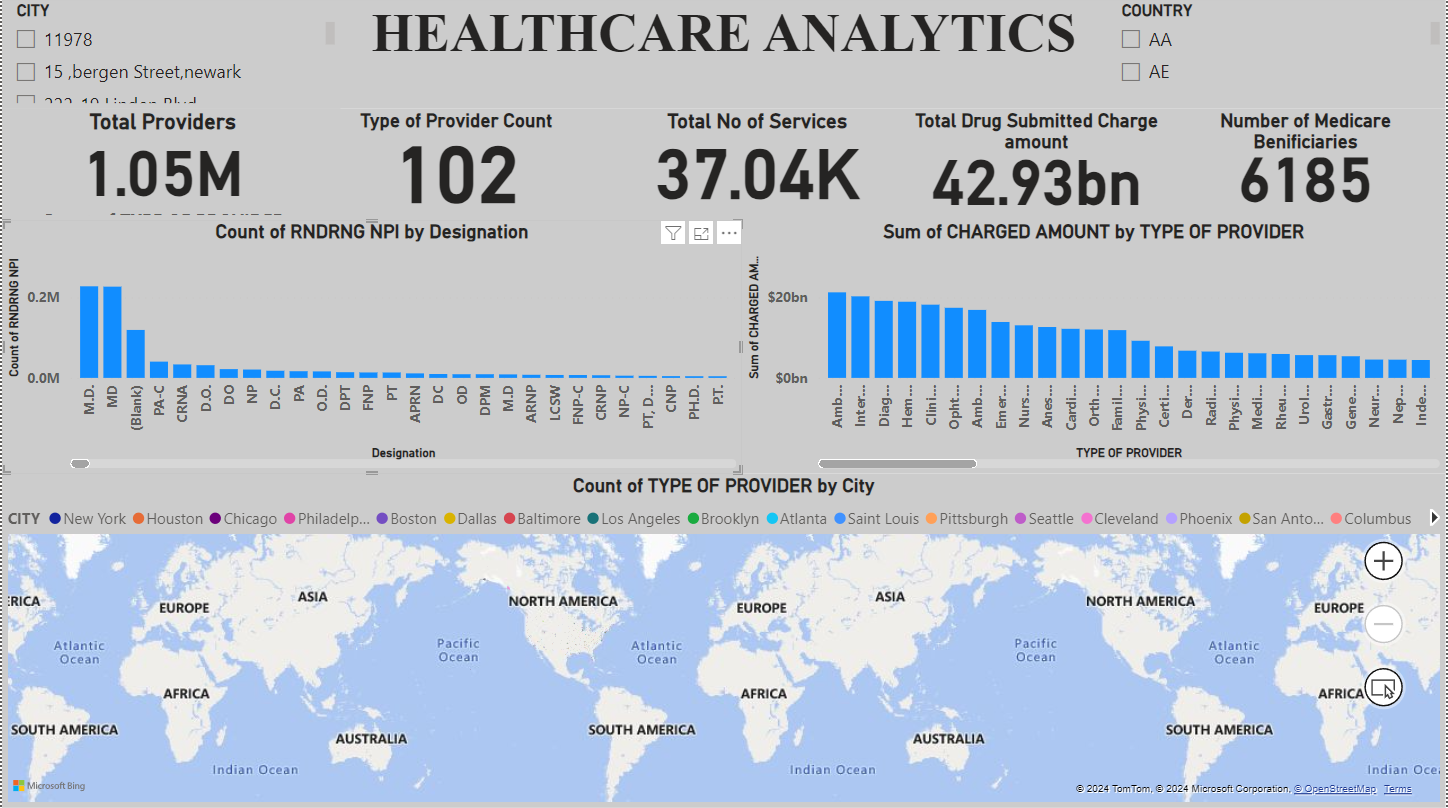 CITY
11978
15 ,bergen Street,newark
HEALTHCARE ANALYTICS
COUNTRY
AA
AE
Total Providers
1.05M
Type of Provider Count
102
Total No of Services
37.04K
Total Drug Submitted Charge
amount
42.93bn
Number of Medicare
Benificiaries
6185
Count of RNDRNG NPI by Designation
Count of RNDRNG NPI
0.2M
0.0M
M.D.
MD
(Blank)
PA-C
CRNA
D.O.
DO
NP
D.C.
PA
O.D.
DPT
FNP
PT
APRN
DC
OD
DPM
M.D
ARNP
LCSW
FNP-C
CRNP
NP-C
PT, D...
CNP
PH.D.
P.T.
Designation
Sum of CHARGED AMOUNT by TYPE OF PROVIDER
Sum of CHARGED AM...
$20bn
$0bn
Amb...
Inter...
Diag...
Hem...
Clini...
Opht...
Amb...
Emer...
Nurs...
Anes...
Cardi...
Orth...
Famil...
Physi...
Certi...
Der...
Radi...
Physi...
Medi...
Rheu...
Urol...
Gastr...
Gene...
Neur...
Nep...
Inde...
TYPE OF PROVIDER
Count of TYPE OF PROVIDER by City
CITY New York Houston Chicago Philadelp... Boston Dallas Baltimore Los Angeles Brooklyn Atlanta Saint Louis Pittsburgh Seattle Cleveland Phoenix San Anto... Columbus
ASIA
ASIA
ERICA
EUROPE
NORTH AMERICA
EUROPE
NORTH AMERICA
EUROPE
Atlantic
Ocean
Pacific
Ocean
Atlantic
Ocean
Pacific
Ocean
Atlantic
Ocean
AFRICA
AFRICA
AFRICA
SOUTH AMERICA
SOUTH AMERICA
SOUTH AMERICA
AUSTRALIA
AUSTRALIA
Indian Ocean
Indian Ocean
Indian Oce
Microsoft Bing
© 2024 TomTom, © 2024 Microsoft Corporation, © OpenStreetMap Terms